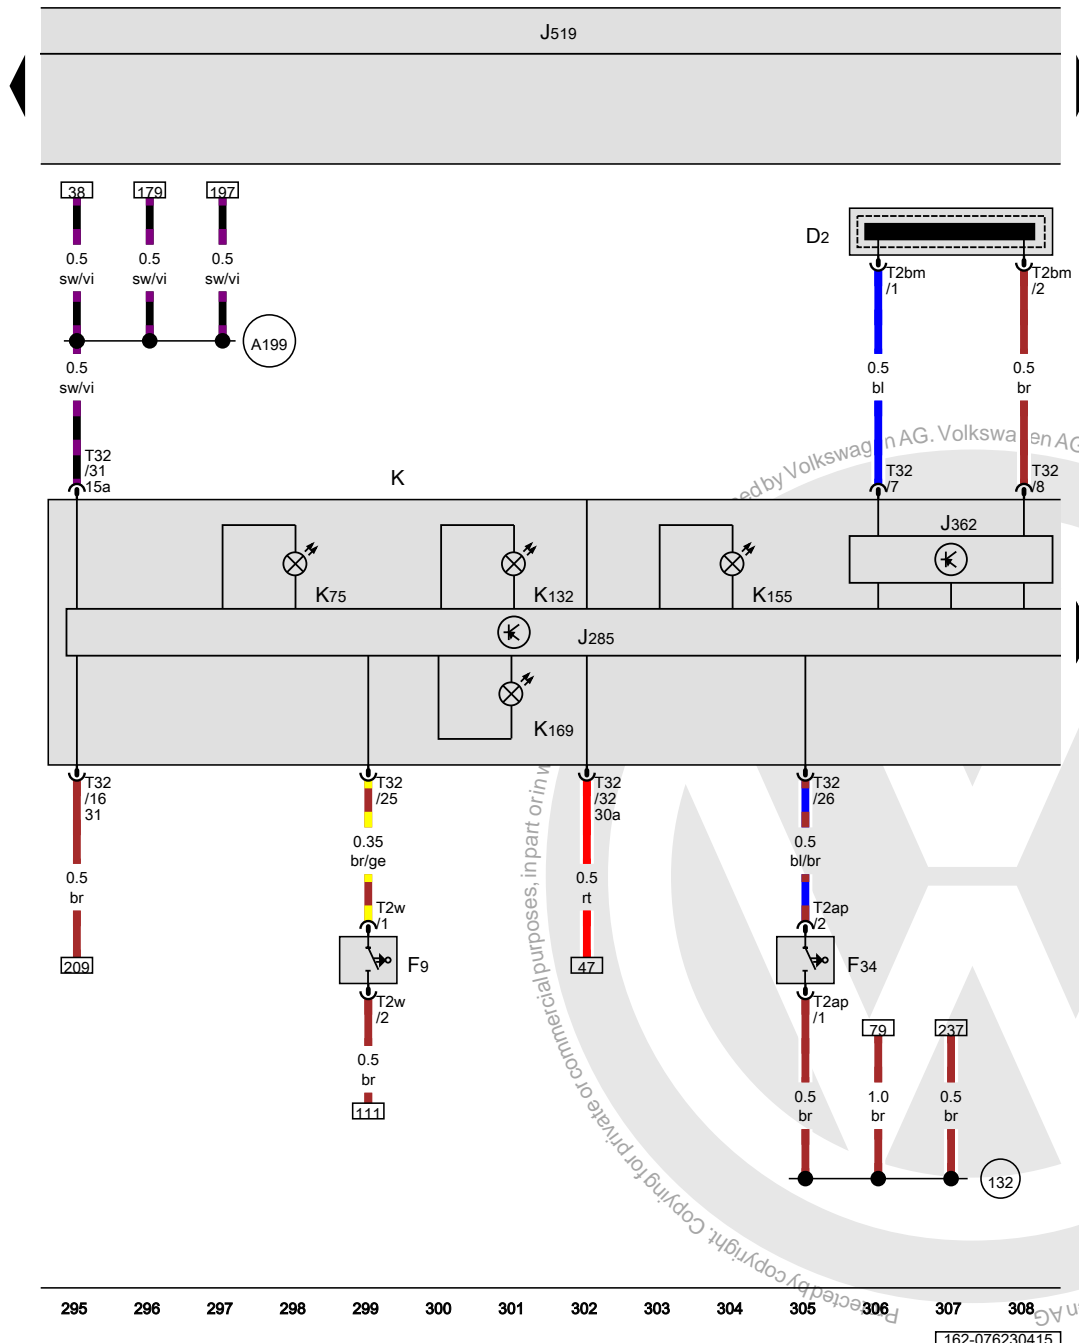 J519
38 179 197
0.5 0.5 0.5
sw/vi sw/vi sw/vi
A199
0.5
sw/vi
T32
/31
15a
D2
T2bm
/1
T2bm
/2
0.5 0.5
bl br
T32
/7
T32
/8
K
J362
K75 K132 K155
J285
K169
T32
/16
31
T32
/25
T32
/32
30a
T32
/26
0.5
br
0.35
br/ge
0.5
rt
0.5
bl/br
T2w
/1
T2ap
/2
209
F9
47
F34
T2w
/2
T2ap
/1
79 237
0.5
br
111
0.5 1.0 0.5
br br br
132
295 296 297 298 299 300 301 302 303 304 305 306 307 308
162-076230415
Protected by copyright. Copying for private or commercial purposes, in part or in w
sed by Volkswagen AG. Volkswagen AG
n AG